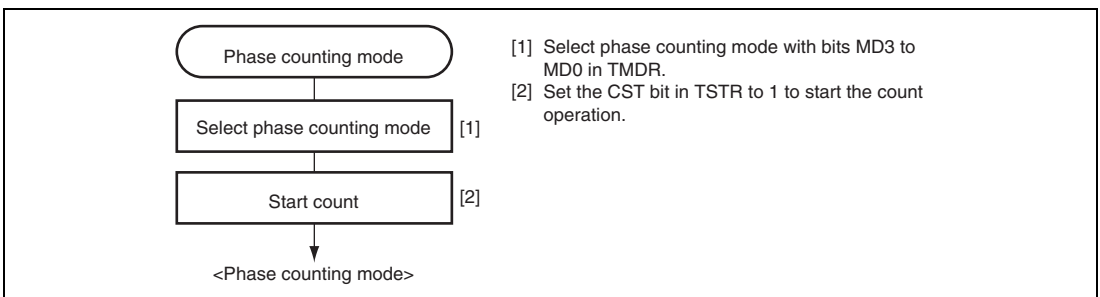 Phase counting mode
Select phase counting mode [1]
Start count [2]
<Phase counting mode>
[1] Select phase counting mode with bits MD3 to
MD0 in TMDR.
[2] Set the CST bit in TSTR to 1 to start the count
operation.